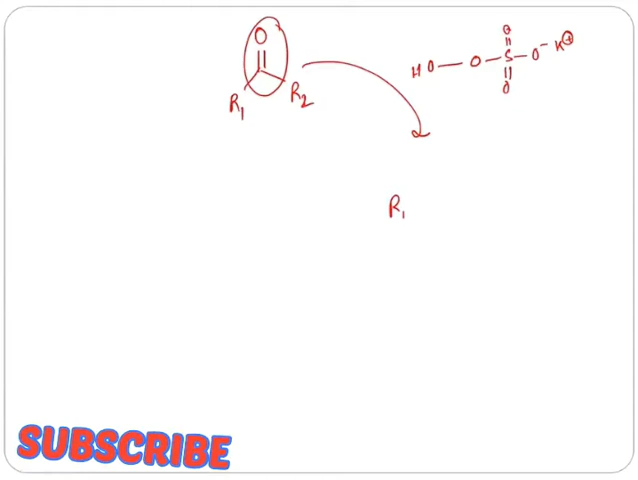 O
R₁ R₂
HO — O — S — O⁻ K⊕
O
O
R₁
SUBSCRIBE